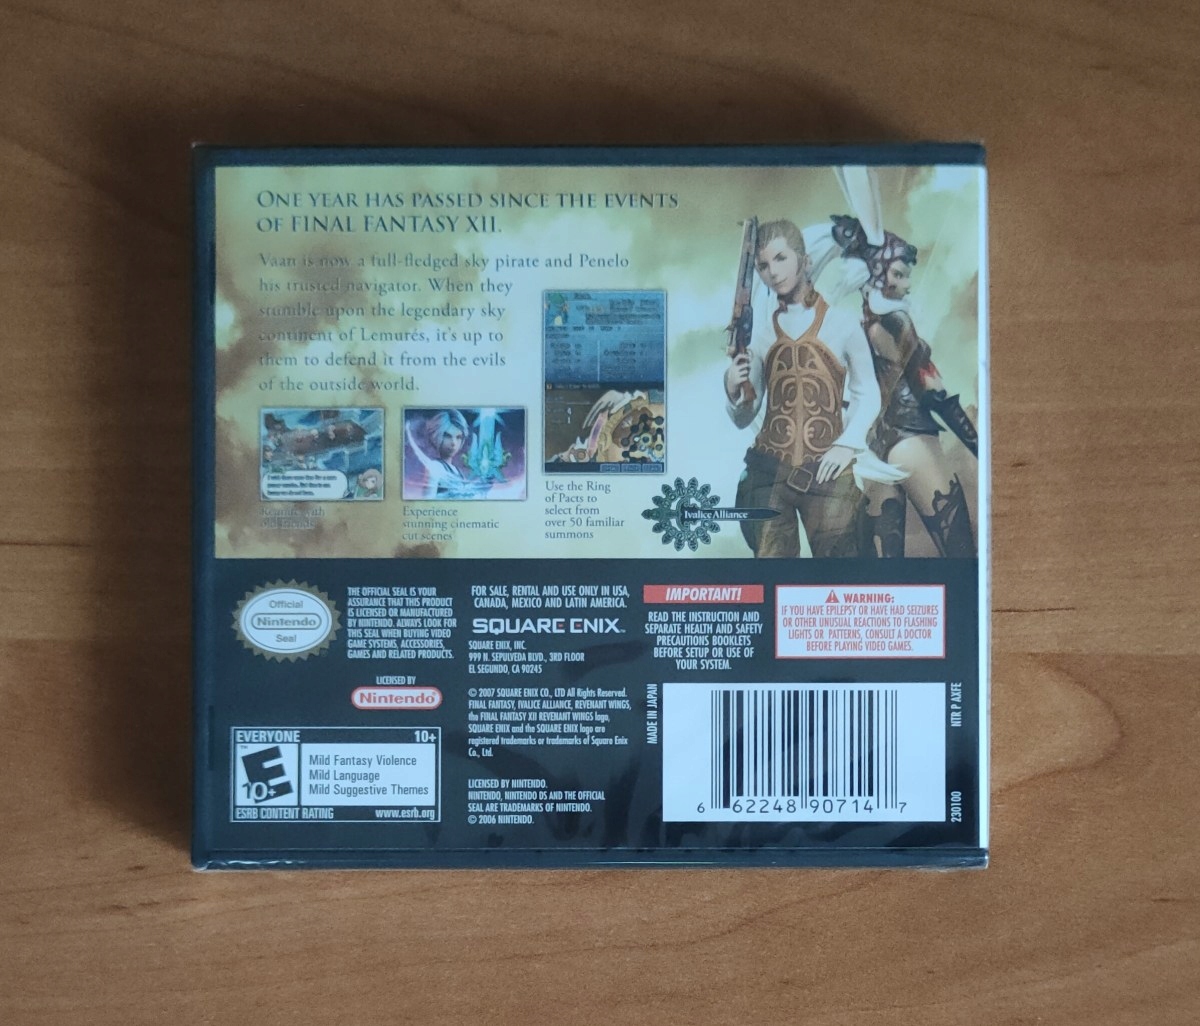 ONE YEAR HAS PASSED SINCE THE EVENTS
OF FINAL FANTASY XII.
Vaan is now a full-fledged sky pirate and Penelo
his trusted navigator. When they
stumble upon the legendary sky
continent of Lemurés, it's up to
them to defend it from the evils
of the outside world.
Reunite with
old friends
Experience
stunning cinematic
cut scenes
Use the Ring
of Pacts to
select from
over 50 familiar
summons
Ivalice Alliance
Official
Nintendo
Seal
THE OFFICIAL SEAL IS YOUR
ASSURANCE THAT THIS PRODUCT
IS LICENSED OR MANUFACTURED
BY NINTENDO. ALWAYS LOOK FOR
THIS SEAL WHEN BUYING VIDEO
GAME SYSTEMS, ACCESSORIES,
GAMES AND RELATED PRODUCTS.
LICENSED BY
Nintendo®
EVERYONE 10+
E
10+
TM
Mild Fantasy Violence
Mild Language
Mild Suggestive Themes
ESRB CONTENT RATING www.esrb.org
FOR SALE, RENTAL AND USE ONLY IN USA,
CANADA, MEXICO AND LATIN AMERICA.
SQUARE ENIX™
SQUARE ENIX, INC.
999 N. SEPULVEDA BLVD., 3RD FLOOR
EL SEGUNDO, CA 90245
© 2007 SQUARE ENIX CO., LTD All Rights Reserved.
FINAL FANTASY, IVALICE ALLIANCE, REVENANT WINGS,
the FINAL FANTASY XII REVENANT WINGS logo,
SQUARE ENIX and the SQUARE ENIX logo are
registered trademarks or trademarks of Square Enix
Co., Ltd.
LICENSED BY NINTENDO.
NINTENDO, NINTENDO DS AND THE OFFICIAL
SEAL ARE TRADEMARKS OF NINTENDO.
© 2006 NINTENDO.
IMPORTANT!
READ THE INSTRUCTION AND
SEPARATE HEALTH AND SAFETY
PRECAUTIONS BOOKLETS
BEFORE SETUP OR USE OF
YOUR SYSTEM.
WARNING:
IF YOU HAVE EPILEPSY OR HAVE HAD SEIZURES
OR OTHER UNUSUAL REACTIONS TO FLASHING
LIGHTS OR PATTERNS, CONSULT A DOCTOR
BEFORE PLAYING VIDEO GAMES.
MADE IN JAPAN
6 62248 90714 7
NTR P AXFE
230100